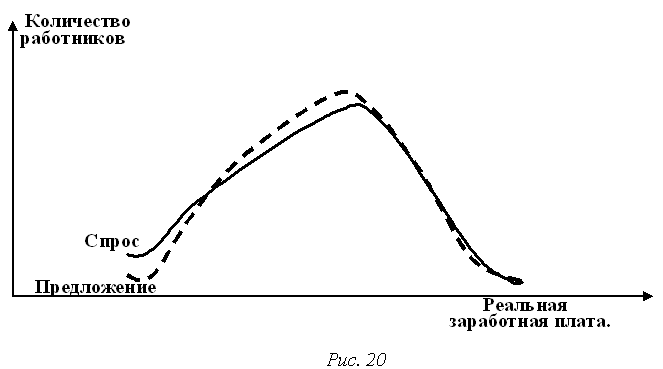 Количество
работников
Спрос
Предложение
Реальная
заработная плата.
Рис. 20